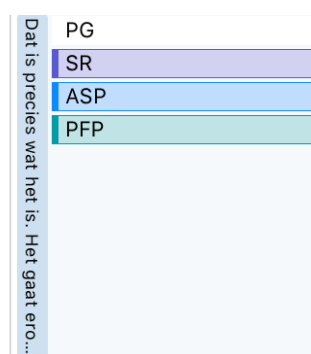 Dat is precies wat het is. Het gaat ero...
PG
SR
ASP
PFP